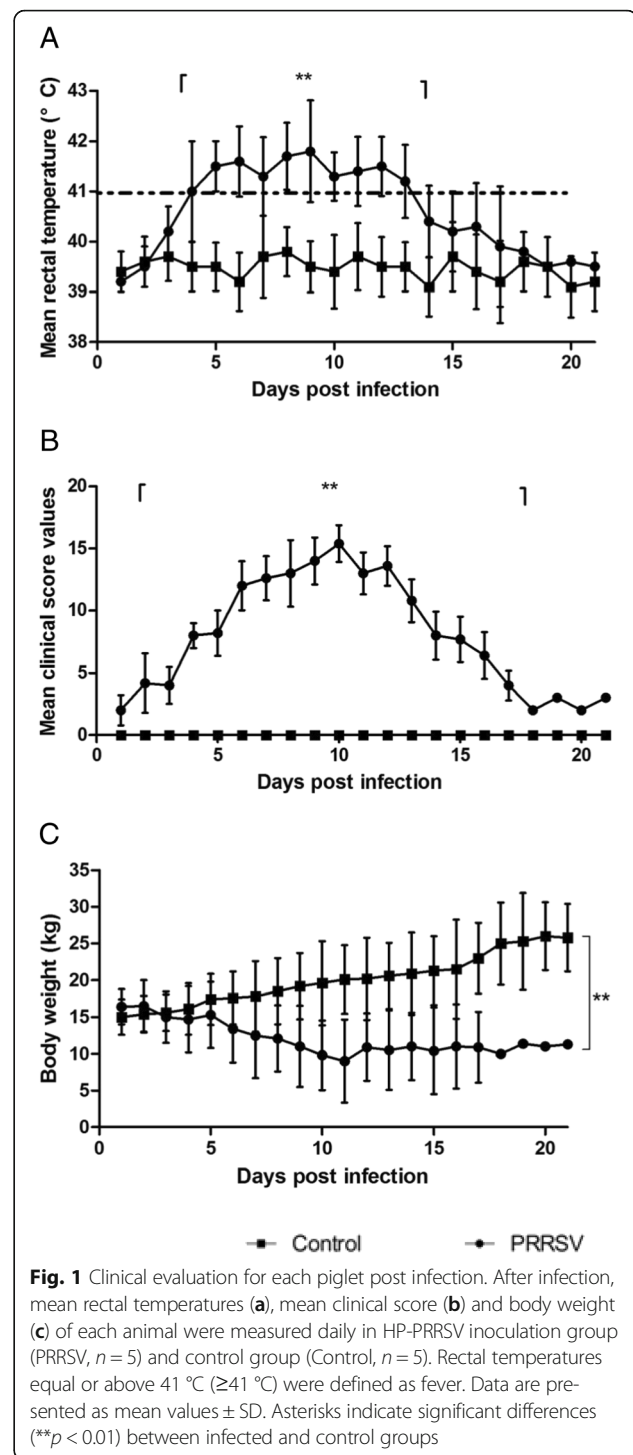 A
**
43
42
41
40
39
38
Mean rectal temperature (° C)
0 5 10 15 20
Days post infection
B
**
20
15
10
5
0
Mean clinical score values
0 5 10 15 20
Days post infection
C
35
30
25
20
15
10
5
0
Body weight (kg)
**
0 5 10 15 20
Days post infection
Control PRRSV
Fig. 1 Clinical evaluation for each piglet post infection. After infection,
mean rectal temperatures (a), mean clinical score (b) and body weight
(c) of each animal were measured daily in HP-PRRSV inoculation group
(PRRSV, n = 5) and control group (Control, n = 5). Rectal temperatures
equal or above 41 °C (≥41 °C) were defined as fever. Data are pre-
sented as mean values ± SD. Asterisks indicate significant differences
(**p < 0.01) between infected and control groups